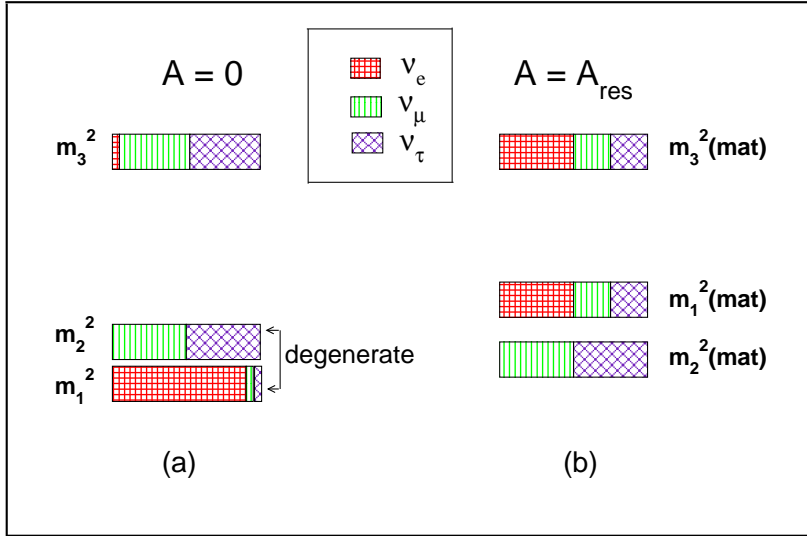 A = 0
ν_e
ν_μ
ν_τ
A = A_res
m_3^2
m_3^2(mat)
m_1^2(mat)
m_2^2
degenerate
m_2^2(mat)
m_1^2
(a)
(b)